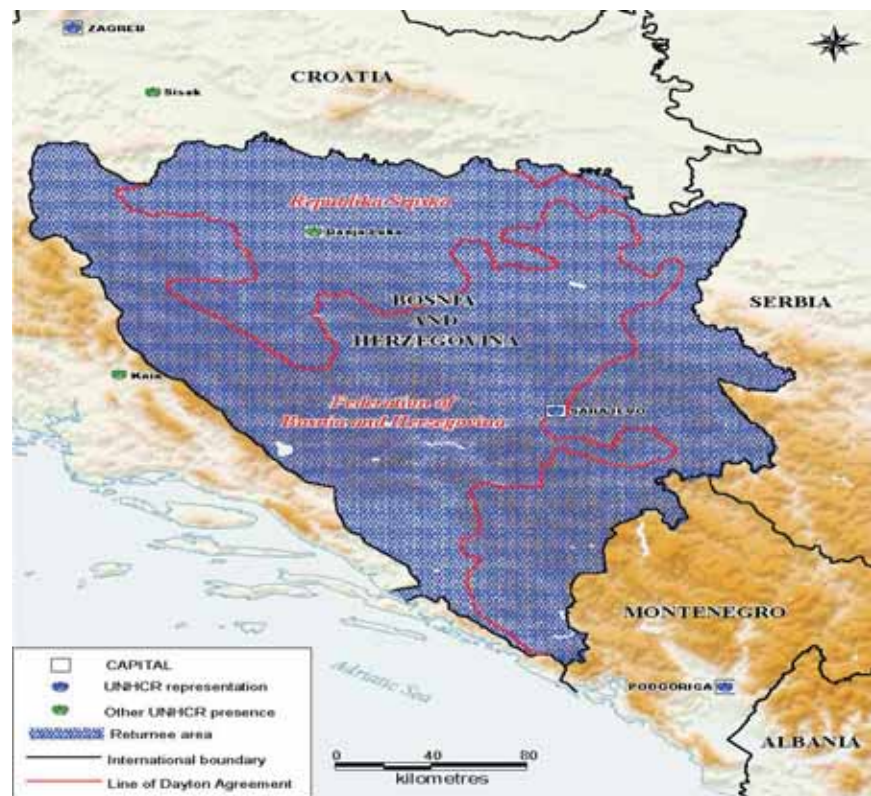 ZAGREB
CROATIA
Sisak
Republika Srpska
Banja Luka
BOSNIA
AND
HERZEGOVINA
SERBIA
Knin
Federation of
Bosnia and Herzegovina
SARAJEVO
MONTENEGRO
PODGORICA
Adriatic Sea
ALBANIA
CAPITAL
UNHCR representation
Other UNHCR presence
Returnee area
International boundary
Line of Dayton Agreement
0 40 80
kilometres